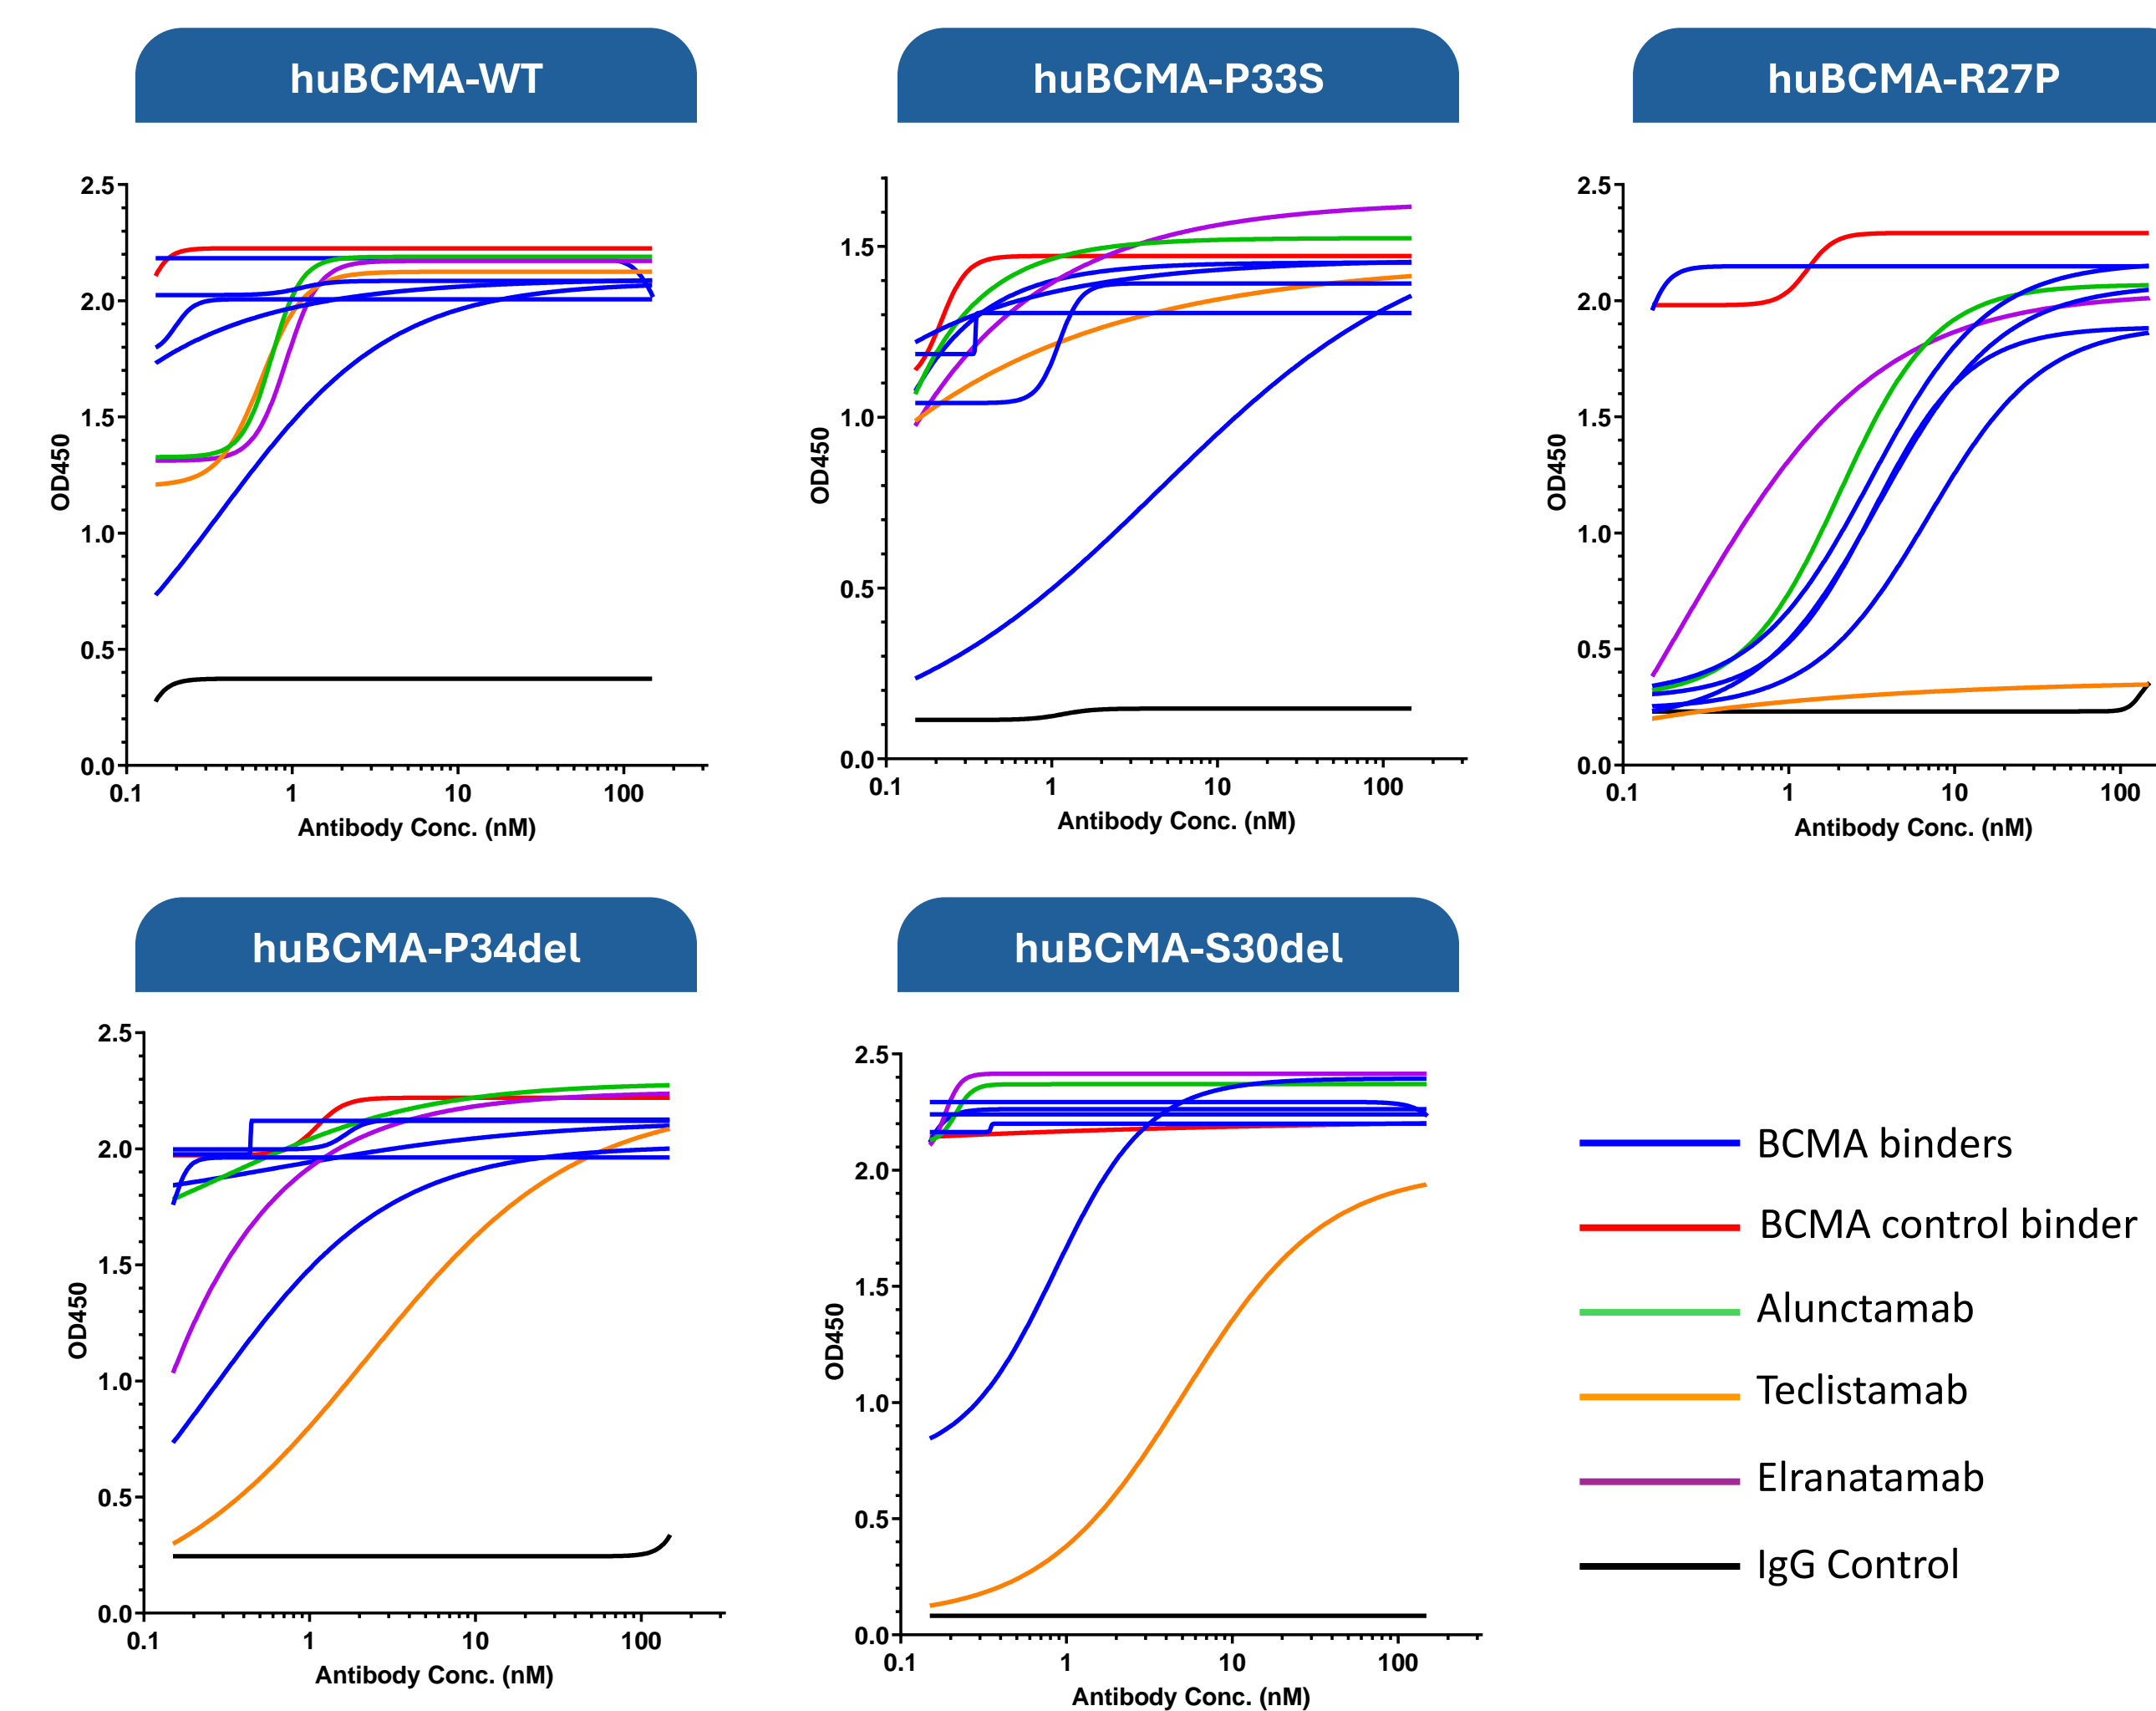 huBCMA-WT
huBCMA-P33S
huBCMA-R27P
2.5
2.0
1.5
1.0
0.5
0.0
OD450
0.1 1 10 100
Antibody Conc. (nM)
1.5
1.0
0.5
0.0
OD450
0.1 1 10 100
Antibody Conc. (nM)
2.5
2.0
1.5
1.0
0.5
0.0
OD450
0.1 1 10 100
Antibody Conc. (nM)
huBCMA-P34del
huBCMA-S30del
2.5
2.0
1.5
1.0
0.5
0.0
OD450
0.1 1 10 100
Antibody Conc. (nM)
2.5
2.0
1.5
1.0
0.5
0.0
OD450
0.1 1 10 100
Antibody Conc. (nM)
BCMA binders
BCMA control binder
Alunctamab
Teclistamab
Elranatamab
IgG Control